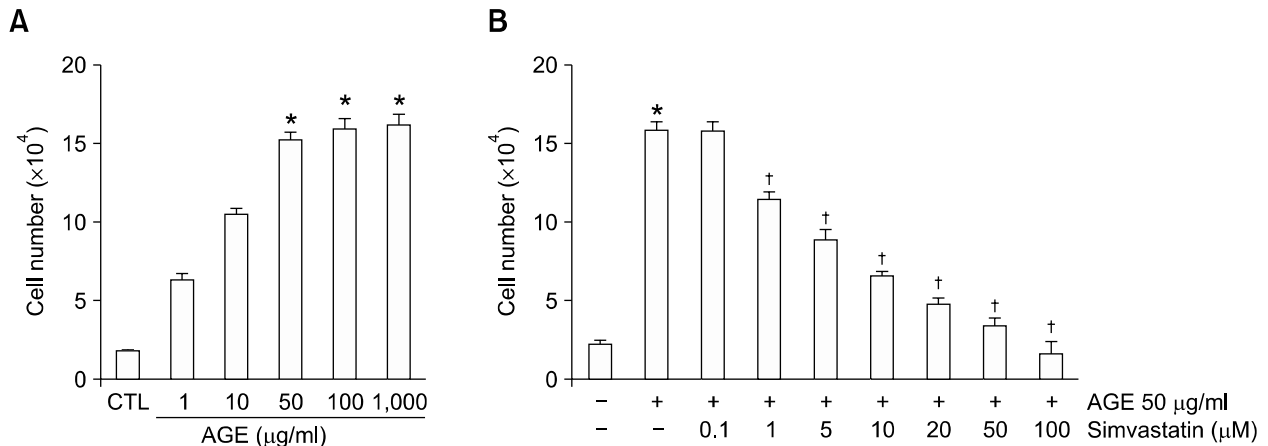 A
Cell number (×10⁴)
20
15
10
5
0
* * *
CTL 1 10 50 100 1,000
AGE (μg/ml)
B
Cell number (×10⁴)
20
15
10
5
0
* † † † † † †
– + + + + + + + + AGE 50 μg/ml
– – 0.1 1 5 10 20 50 100 Simvastatin (μM)